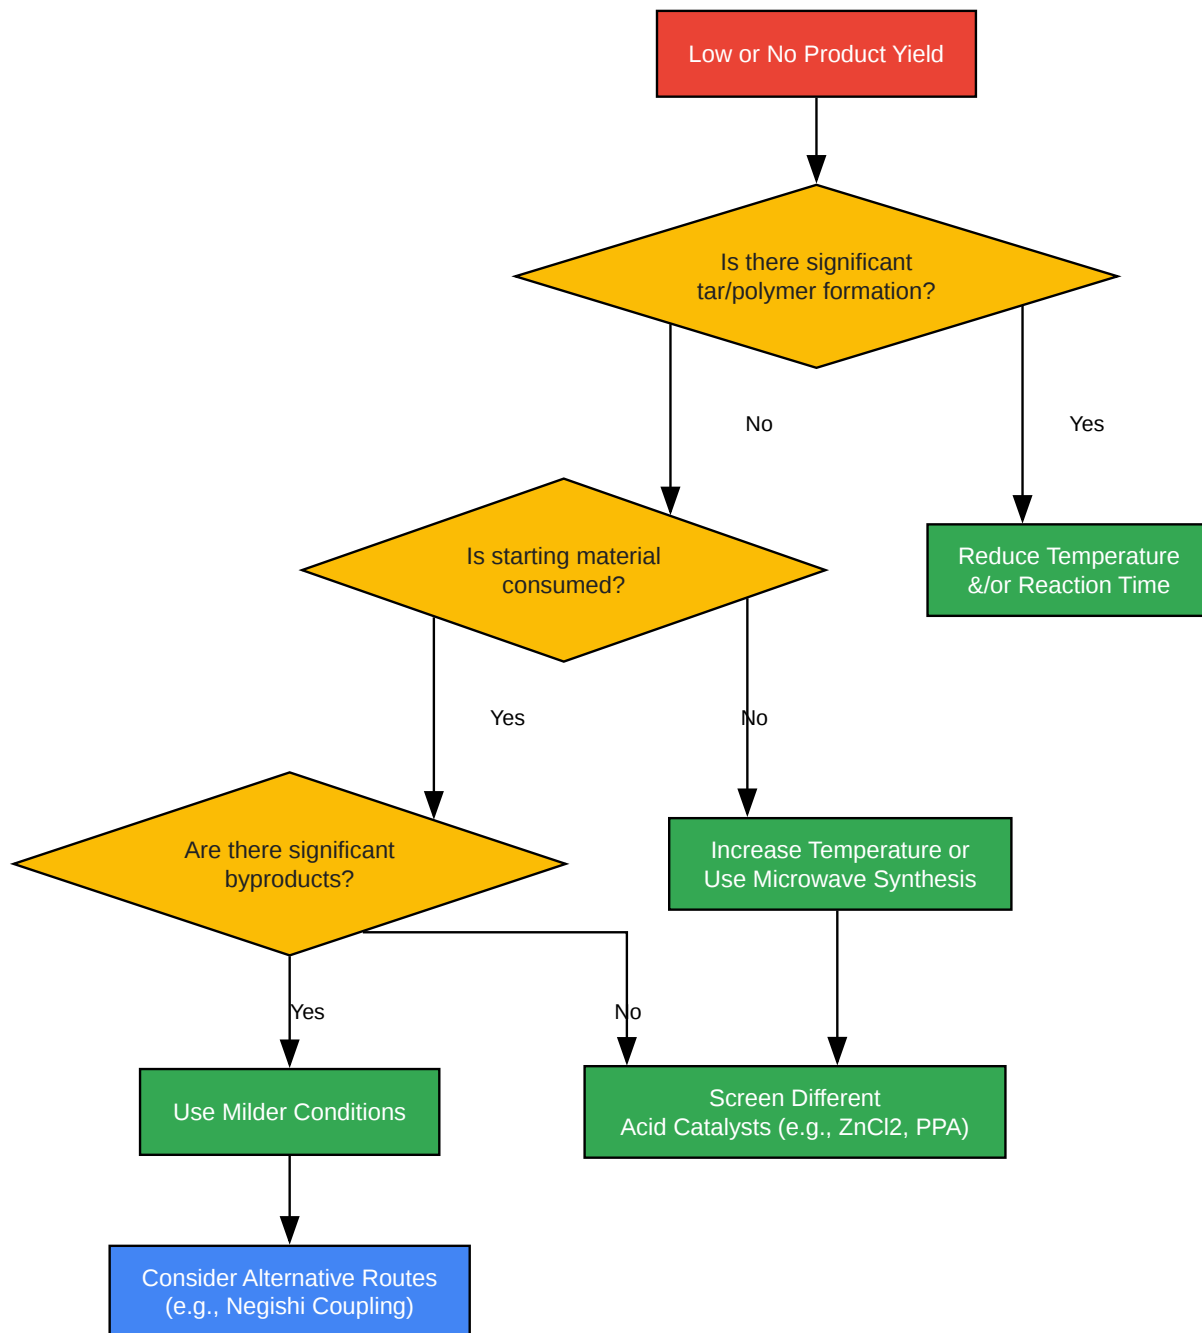 Low or No Product Yield
Is there significant
tar/polymer formation?
No
Yes
Is starting material
consumed?
Reduce Temperature
&/or Reaction Time
Yes
No
Are there significant
byproducts?
Increase Temperature or
Use Microwave Synthesis
Yes
No
Use Milder Conditions
Screen Different
Acid Catalysts (e.g., ZnCl2, PPA)
Consider Alternative Routes
(e.g., Negishi Coupling)